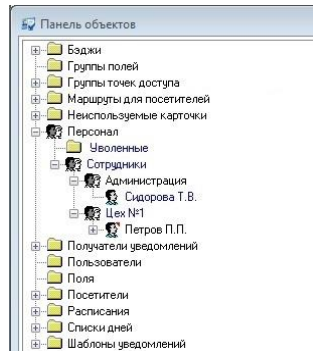 Панель объектов
Бэджи
Группы полей
Группы точек доступа
Маршруты для посетителей
Неиспользуемые карточки
Персонал
Уволенные
Сотрудники
Администрация
Сидорова Т.В.
Цех №1
Петров П.П.
Получатели уведомлений
Пользователи
Поля
Посетители
Расписания
Списки дней
Шаблоны уведомлений